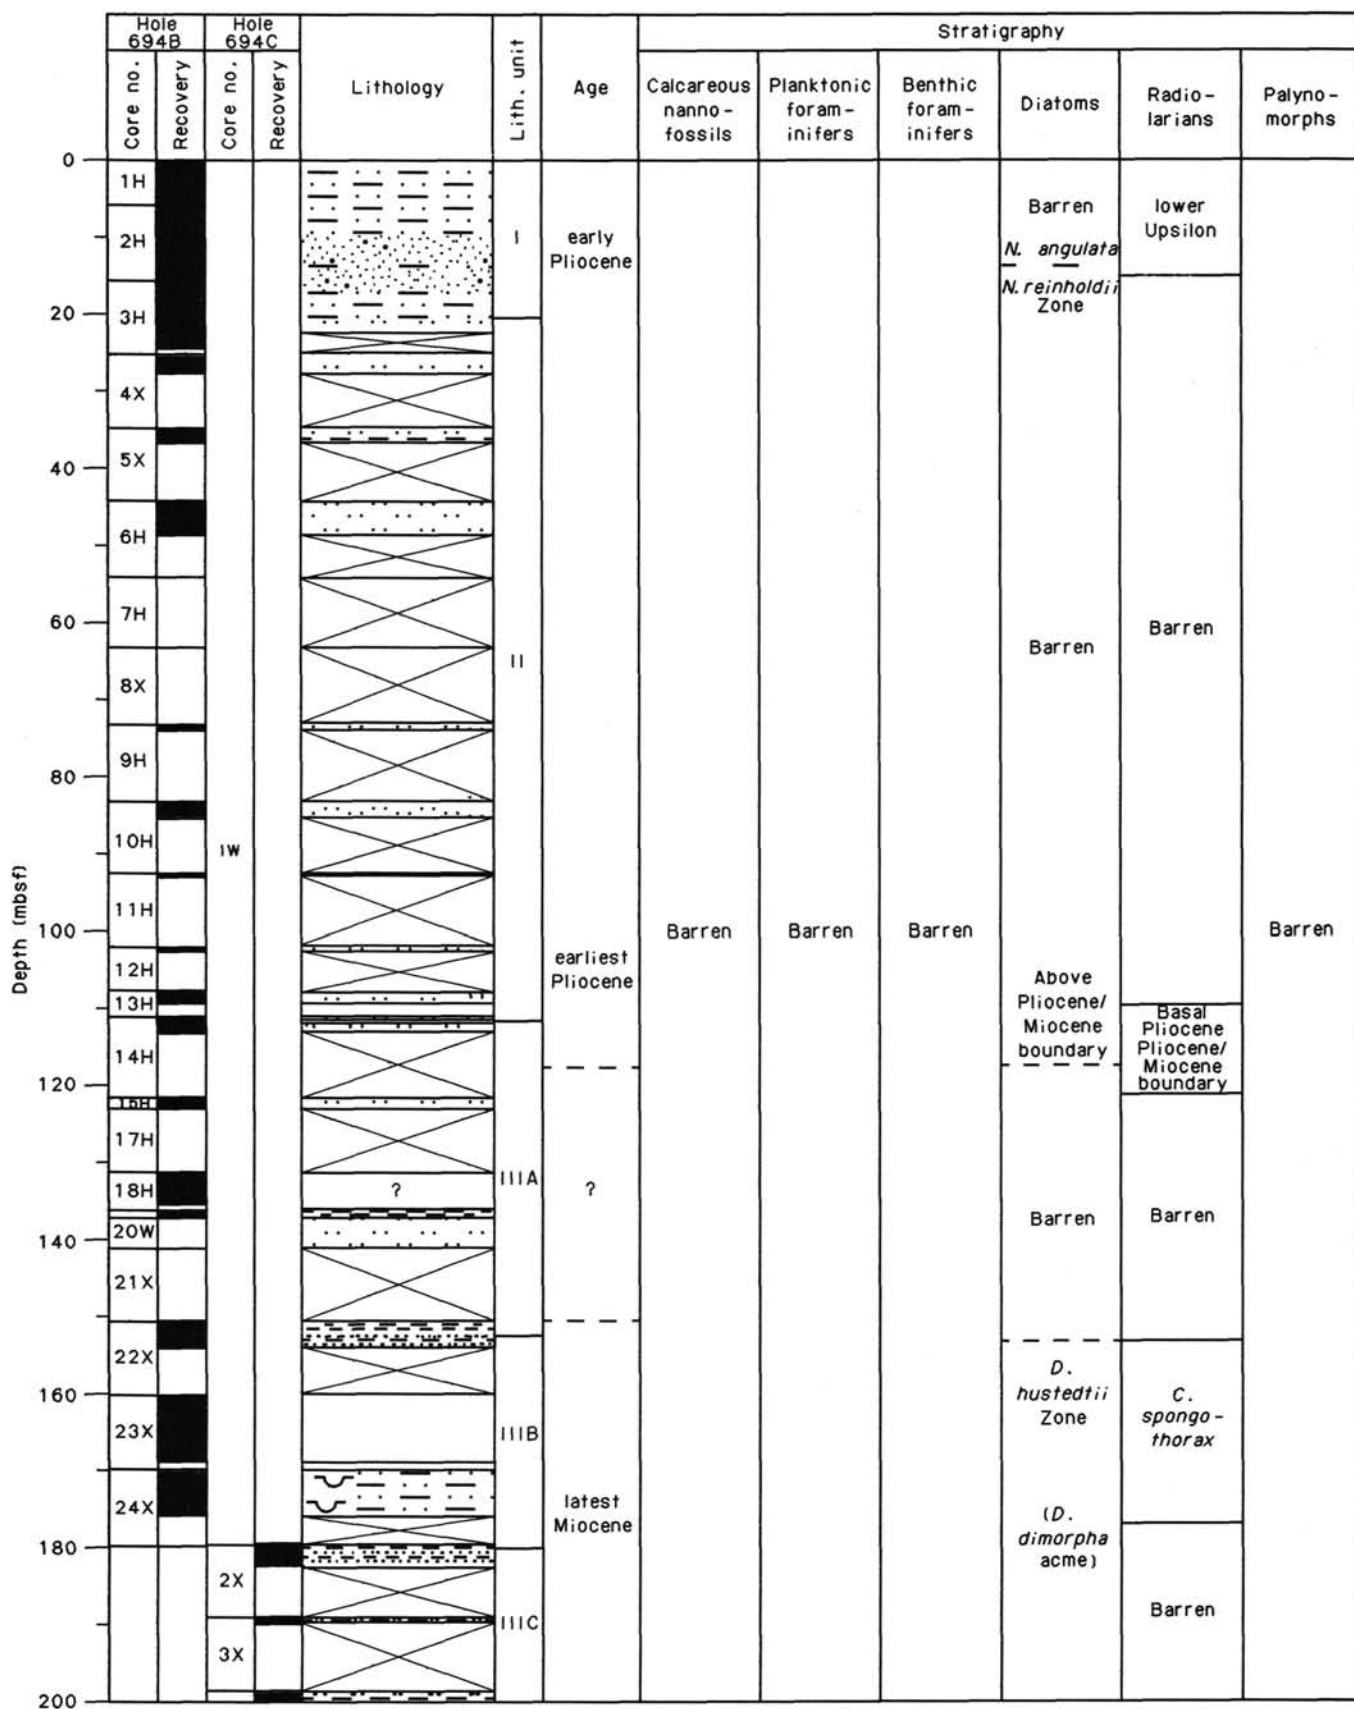 Hole 694B
Hole 694C
Stratigraphy
Core no.
Recovery
Core no.
Recovery
Lithology
Lith. unit
Age
Calcareous
nanno-
fossils
Planktonic
foram-
inifers
Benthic
foram-
inifers
Diatoms
Radio-
larians
Palyno-
morphs
Depth (mbsf)
0
20
40
60
80
100
120
140
160
180
200
1H
2H
3H
4X
5X
6H
7H
8X
9H
10H
11H
12H
13H
14H
15H
17H
18H
20W
21X
22X
23X
24X
1W
2X
3X
?
I
II
IIIA
IIIB
IIIC
early
Pliocene
earliest
Pliocene
?
latest
Miocene
Barren
Barren
Barren
Barren
N. angulata
N. reinholdii
Zone
Barren
Above
Pliocene/
Miocene
boundary
Barren
D.
hustedtii
Zone
(D.
dimorpha
acme)
lower
Upsilon
Barren
Basal
Pliocene
Pliocene/
Miocene
boundary
Barren
C.
spongo-
thorax
Barren
Barren